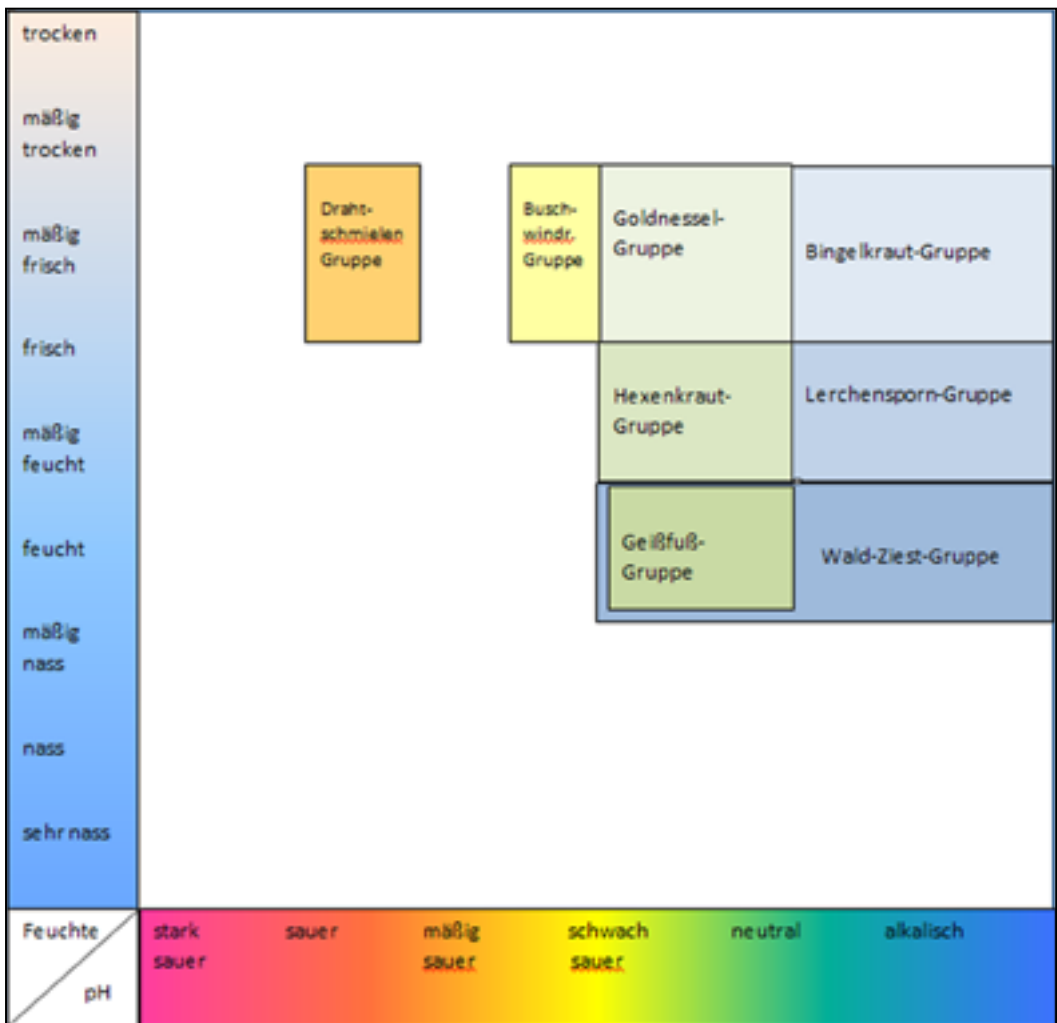 trocken
mäßig
trocken
mäßig
frisch
frisch
mäßig
feucht
feucht
mäßig
nass
nass
sehr nass
Draht-
schmielen
Gruppe
Busch-
windr.
Gruppe
Goldnessel-
Gruppe
Bingelkraut-Gruppe
Hexenkraut-
Gruppe
Lerchensporn-Gruppe
Geißfuß-
Gruppe
Wald-Ziest-Gruppe
Feuchte
pH
stark
sauer
sauer
mäßig
sauer
schwach
sauer
neutral
alkalisch